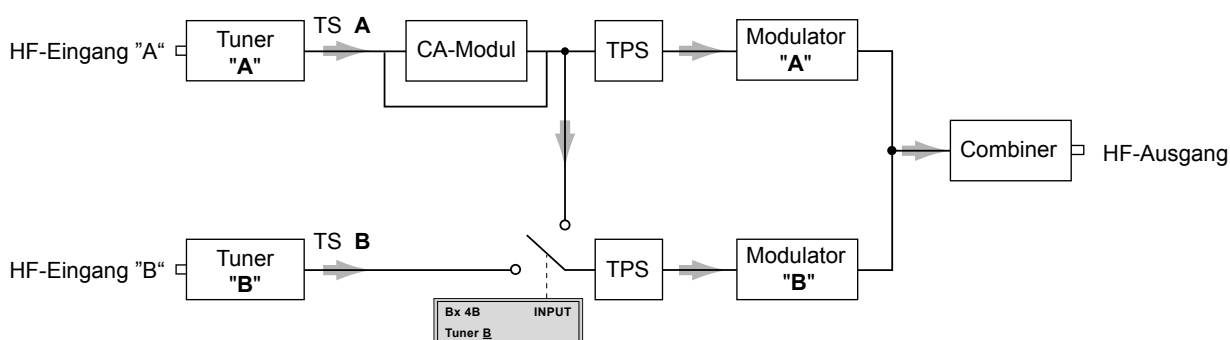 HF-Eingang "A“
Tuner
"A"
TS A
CA-Modul
TPS
Modulator
"A"
Combiner
HF-Ausgang
HF-Eingang "B“
Tuner
"B"
TS B
TPS
Modulator
"B"
Bx 4B INPUT
Tuner B